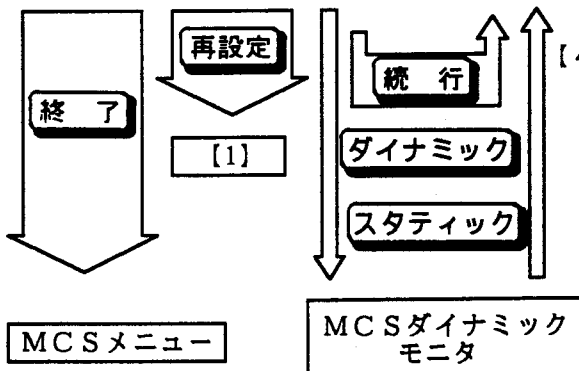 再設定
続 行
終 了
【1】
ダイナミック
スタティック
MCSメニュー
MCSダイナミック
モニタ